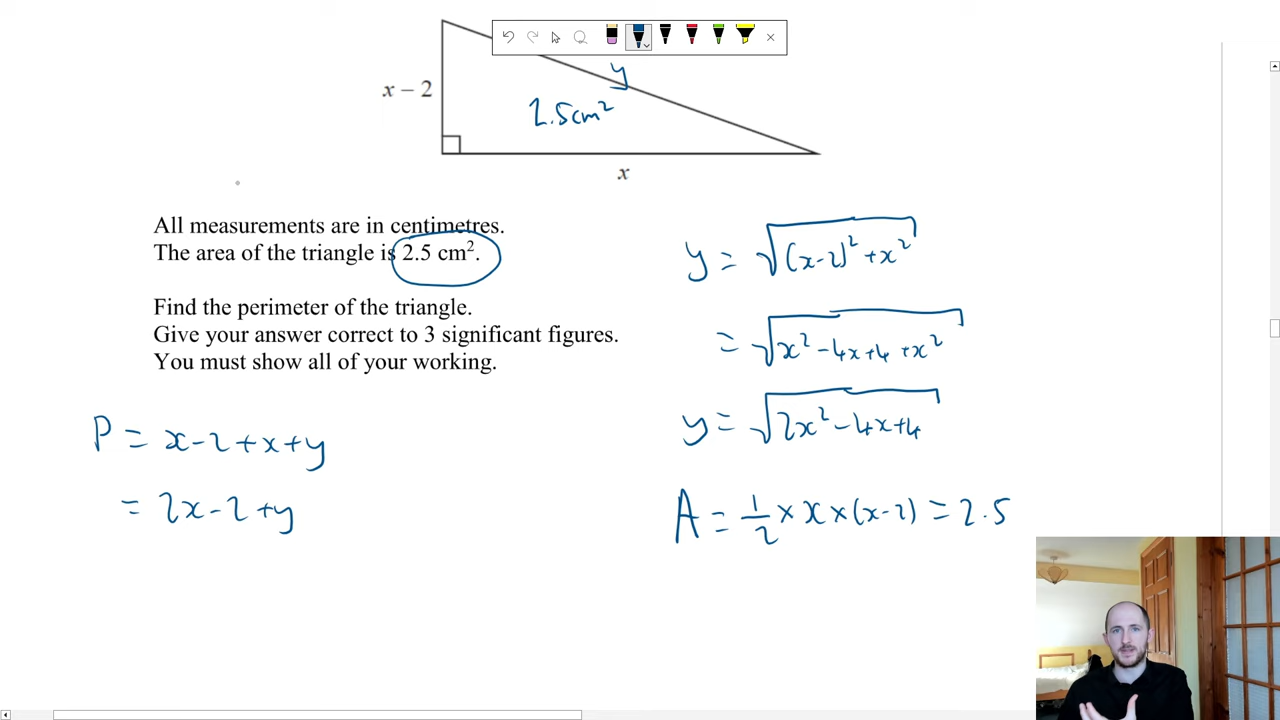 x − 2
y
2.5cm²
x
All measurements are in centimetres.
The area of the triangle is 2.5 cm².
Find the perimeter of the triangle.
Give your answer correct to 3 significant figures.
You must show all of your working.
P = x-2+x+y
= 2x-2+y
y = √((x-2)²+x²)
= √(x²-4x+4+x²)
y = √(2x²-4x+4)
A = 1/2 × x × (x-2) = 2.5